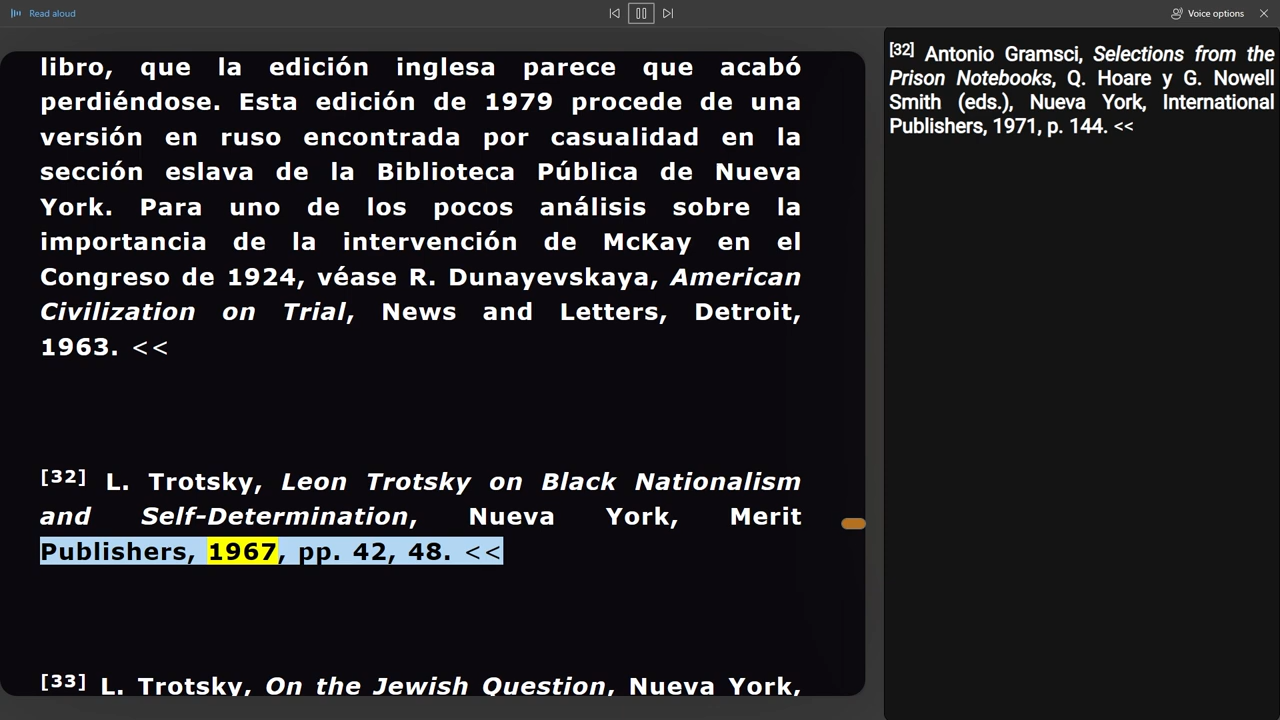 Read aloud
Voice options
libro, que la edición inglesa parece que acabó
perdiéndose. Esta edición de 1979 procede de una
versión en ruso encontrada por casualidad en la
sección eslava de la Biblioteca Pública de Nueva
York. Para uno de los pocos análisis sobre la
importancia de la intervención de McKay en el
Congreso de 1924, véase R. Dunayevskaya, American
Civilization on Trial, News and Letters, Detroit,
1963. <<
[32] L. Trotsky, Leon Trotsky on Black Nationalism
and Self-Determination, Nueva York, Merit
Publishers, 1967, pp. 42, 48. <<
[33] L. Trotsky, On the Jewish Question, Nueva York,
[32] Antonio Gramsci, Selections from the
Prison Notebooks, Q. Hoare y G. Nowell
Smith (eds.), Nueva York, International
Publishers, 1971, p. 144. <<